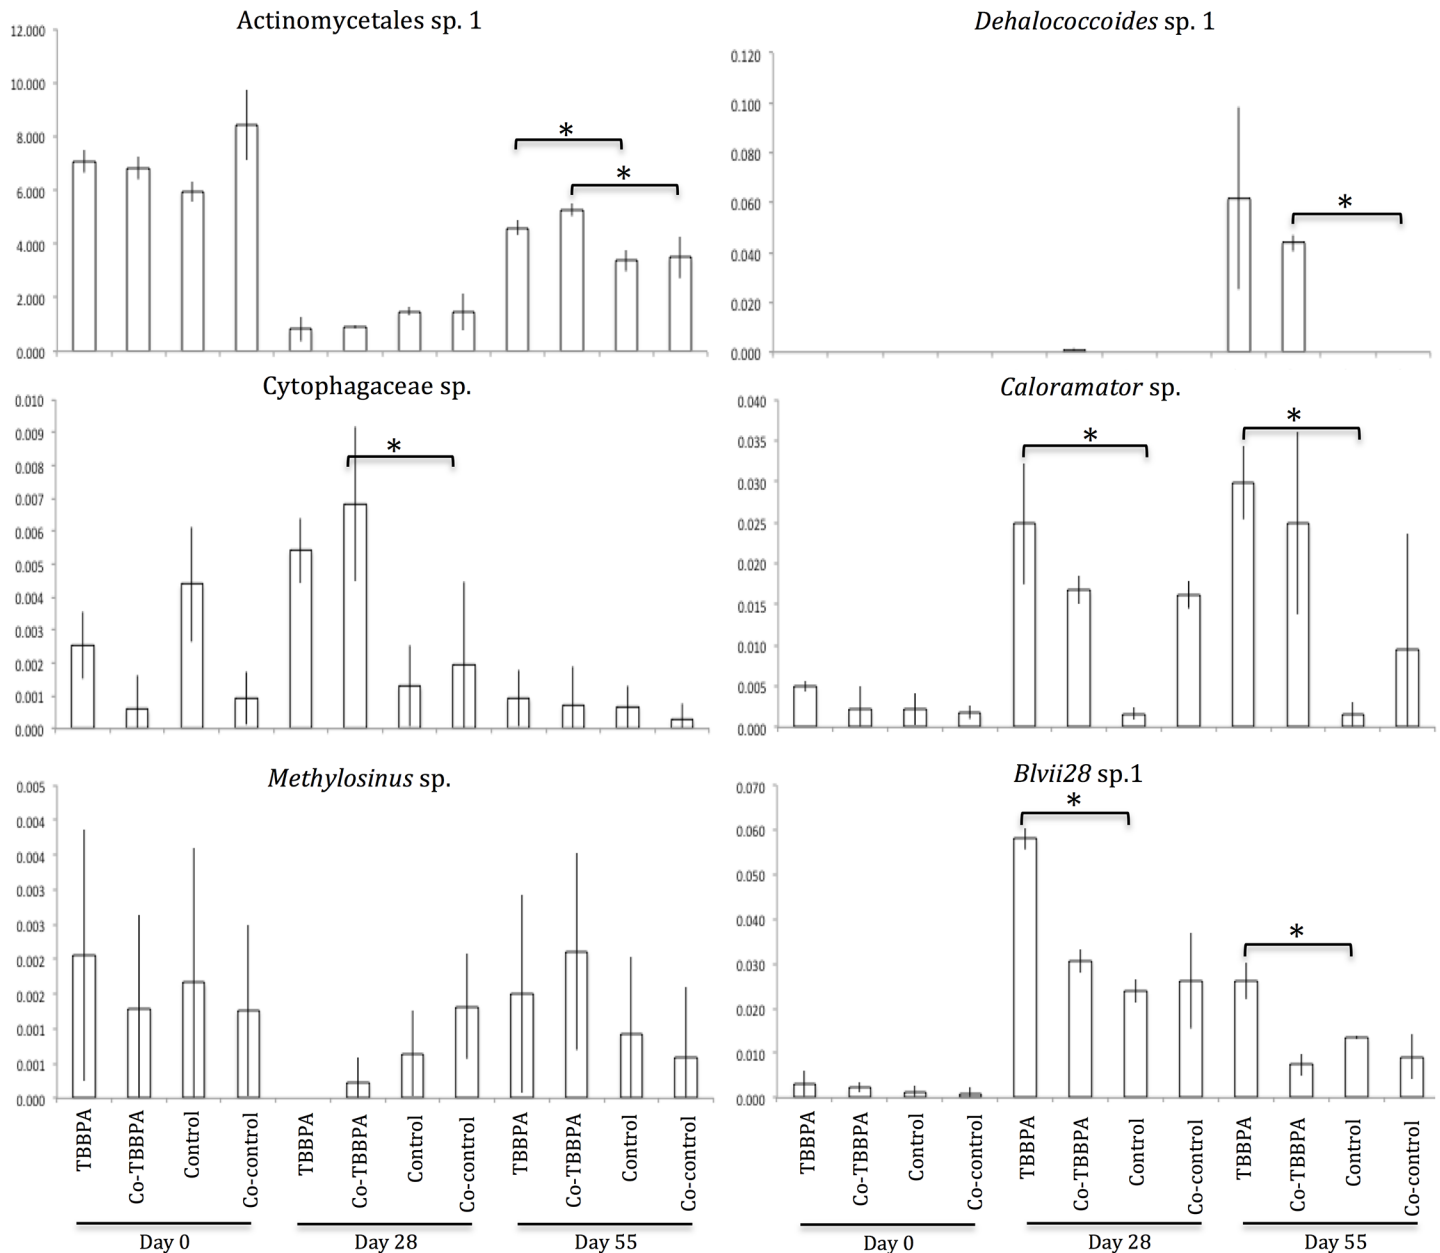 Actinomycetales sp. 1
12.000
10.000
8.000
6.000
4.000
2.000
0.000
*
*
Dehalococcoides sp. 1
0.120
0.100
0.080
0.060
0.040
0.020
0.000
*
Cytophagaceae sp.
0.010
0.009
0.008
0.007
0.006
0.005
0.004
0.003
0.002
0.001
0.000
*
Caloramator sp.
0.040
0.035
0.030
0.025
0.020
0.015
0.010
0.005
0.000
*
*
Methylosinus sp.
0.005
0.004
0.004
0.003
0.003
0.002
0.002
0.001
0.001
0.000
Blvii28 sp.1
0.070
0.060
0.050
0.040
0.030
0.020
0.010
0.000
*
*
TBBPA
Co-TBBPA
Control
Co-control
TBBPA
Co-TBBPA
Control
Co-control
TBBPA
Co-TBBPA
Control
Co-control
Day 0
Day 28
Day 55
TBBPA
Co-TBBPA
Control
Co-control
TBBPA
Co-TBBPA
Control
Co-control
TBBPA
Co-TBBPA
Control
Co-control
Day 0
Day 28
Day 55